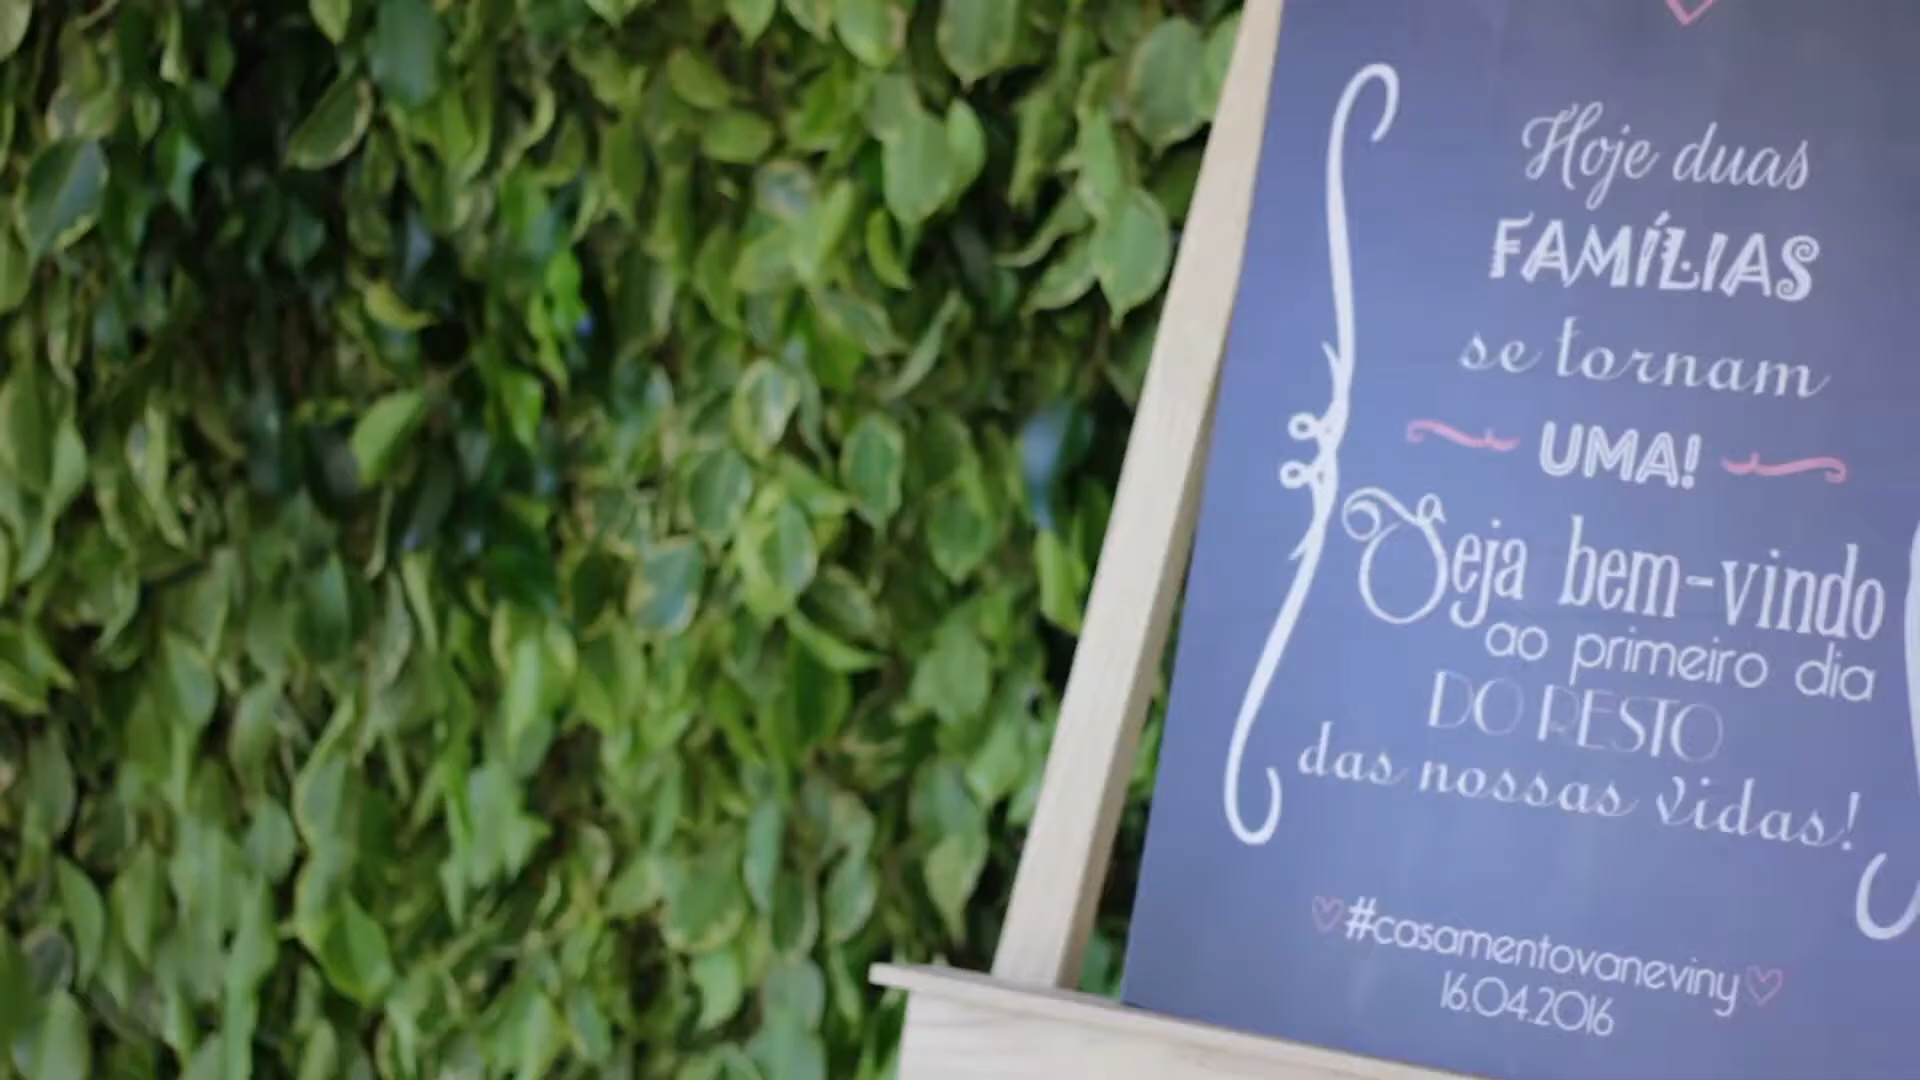 Hoje duas
FAMÍLIAS
se tornam
UMA!
Seja bem-vindo
ao primeiro dia
DO RESTO
das nossas vidas!
#casamentovaneviny
16.04.2016